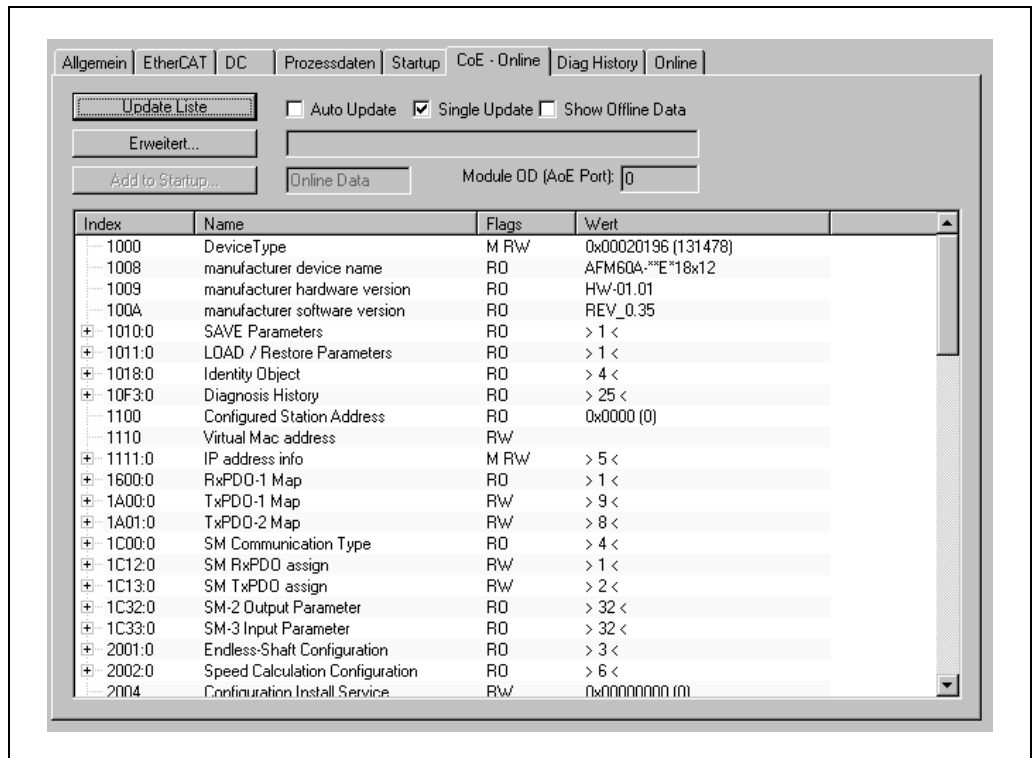 Allgemein EtherCAT DC Prozessdaten Startup CoE - Online Diag History Online
Update Liste Auto Update Single Update Show Offline Data
Erweitert...
Add to Startup... Online Data Module OD (AoE Port): 0
Index Name Flags Wert
1000 DeviceType M RW 0x00020196 (131478)
1008 manufacturer device name RO AFM60A-**E*18x12
1009 manufacturer hardware version RO HW-01.01
100A manufacturer software version RO REV_0.35
1010:0 SAVE Parameters RO > 1 <
1011:0 LOAD / Restore Parameters RO > 1 <
1018:0 Identity Object RO > 4 <
10F3:0 Diagnosis History RO > 25 <
1100 Configured Station Address RO 0x0000 (0)
1110 Virtual Mac address RW
1111:0 IP address info M RW > 5 <
1600:0 RxPDO-1 Map RO > 1 <
1A00:0 TxPDO-1 Map RW > 9 <
1A01:0 TxPDO-2 Map RW > 8 <
1C00:0 SM Communication Type RO > 4 <
1C12:0 SM RxPDO assign RW > 1 <
1C13:0 SM TxPDO assign RW > 2 <
1C32:0 SM-2 Output Parameter RO > 32 <
1C33:0 SM-3 Input Parameter RO > 32 <
2001:0 Endless-Shaft Configuration RO > 3 <
2002:0 Speed Calculation Configuration RO > 6 <
2004 Configuration Install Service RW 0x00000000 (0)